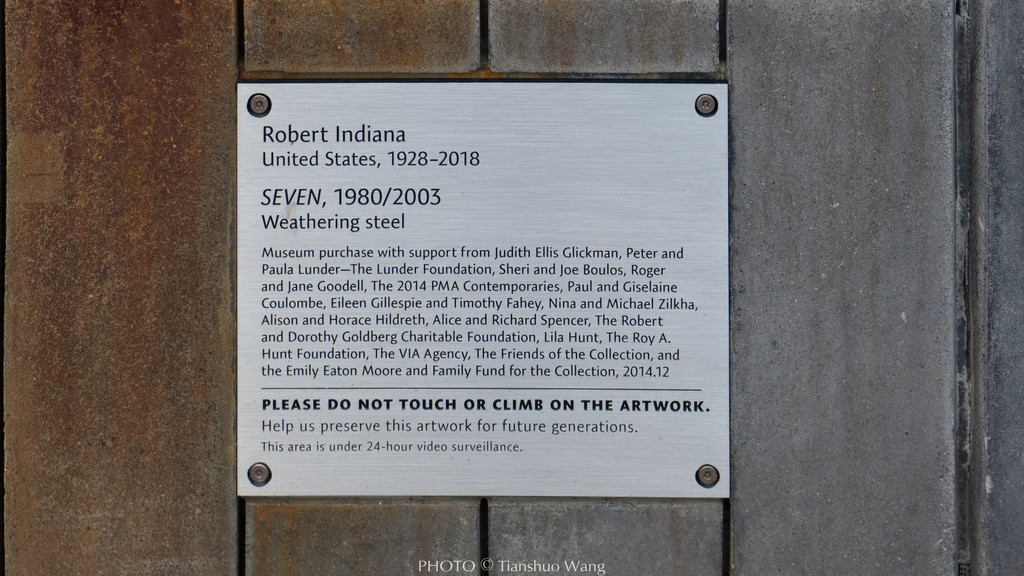 Robert Indiana
United States, 1928–2018
SEVEN, 1980/2003
Weathering steel
Museum purchase with support from Judith Ellis Glickman, Peter and
Paula Lunder—The Lunder Foundation, Sheri and Joe Boulos, Roger
and Jane Goodell, The 2014 PMA Contemporaries, Paul and Giselaine
Coulombe, Eileen Gillespie and Timothy Fahey, Nina and Michael Zilkha,
Alison and Horace Hildreth, Alice and Richard Spencer, The Robert
and Dorothy Goldberg Charitable Foundation, Lila Hunt, The Roy A.
Hunt Foundation, The VIA Agency, The Friends of the Collection, and
the Emily Eaton Moore and Family Fund for the Collection, 2014.12
PLEASE DO NOT TOUCH OR CLIMB ON THE ARTWORK.
Help us preserve this artwork for future generations.
This area is under 24-hour video surveillance.
PHOTO © Tianshuo Wang